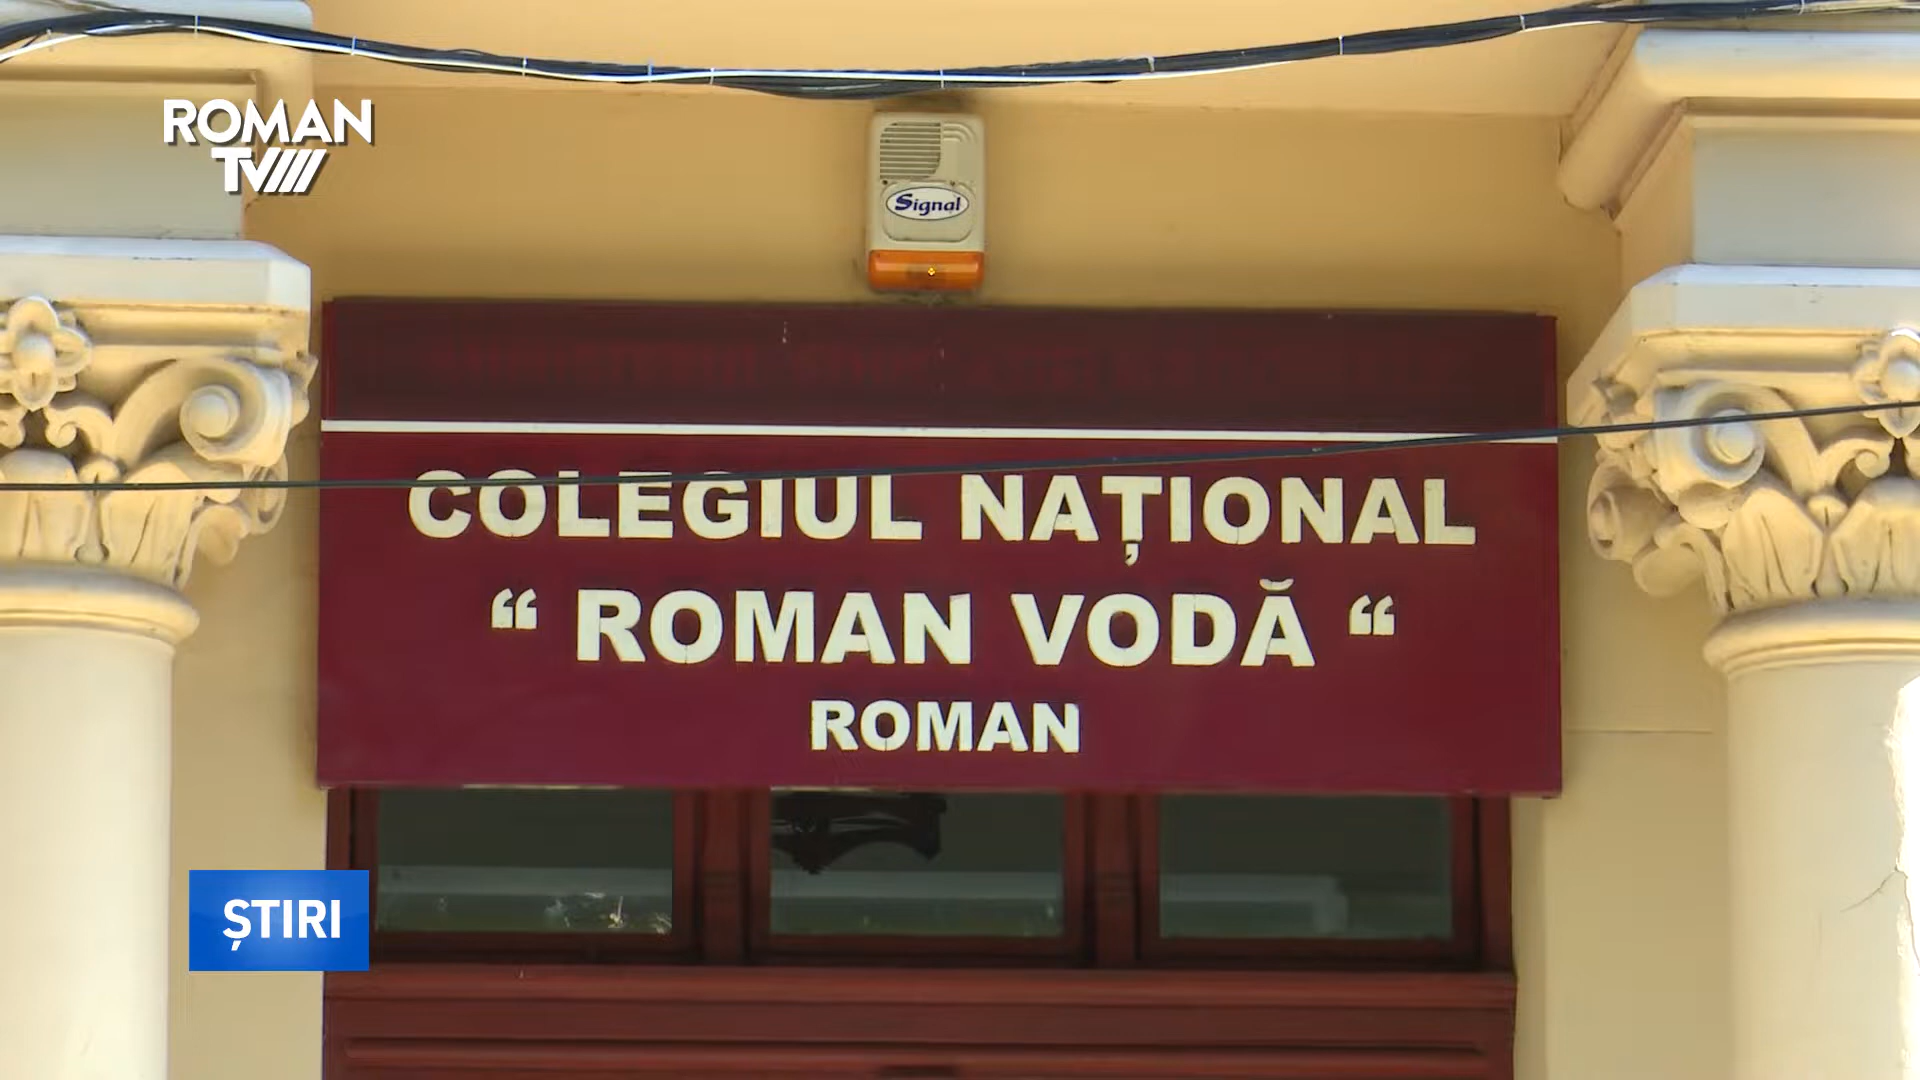 ROMAN
TV
Signal
COLEGIUL NAȚIONAL
“ ROMAN VODĂ “
ROMAN
ȘTIRI